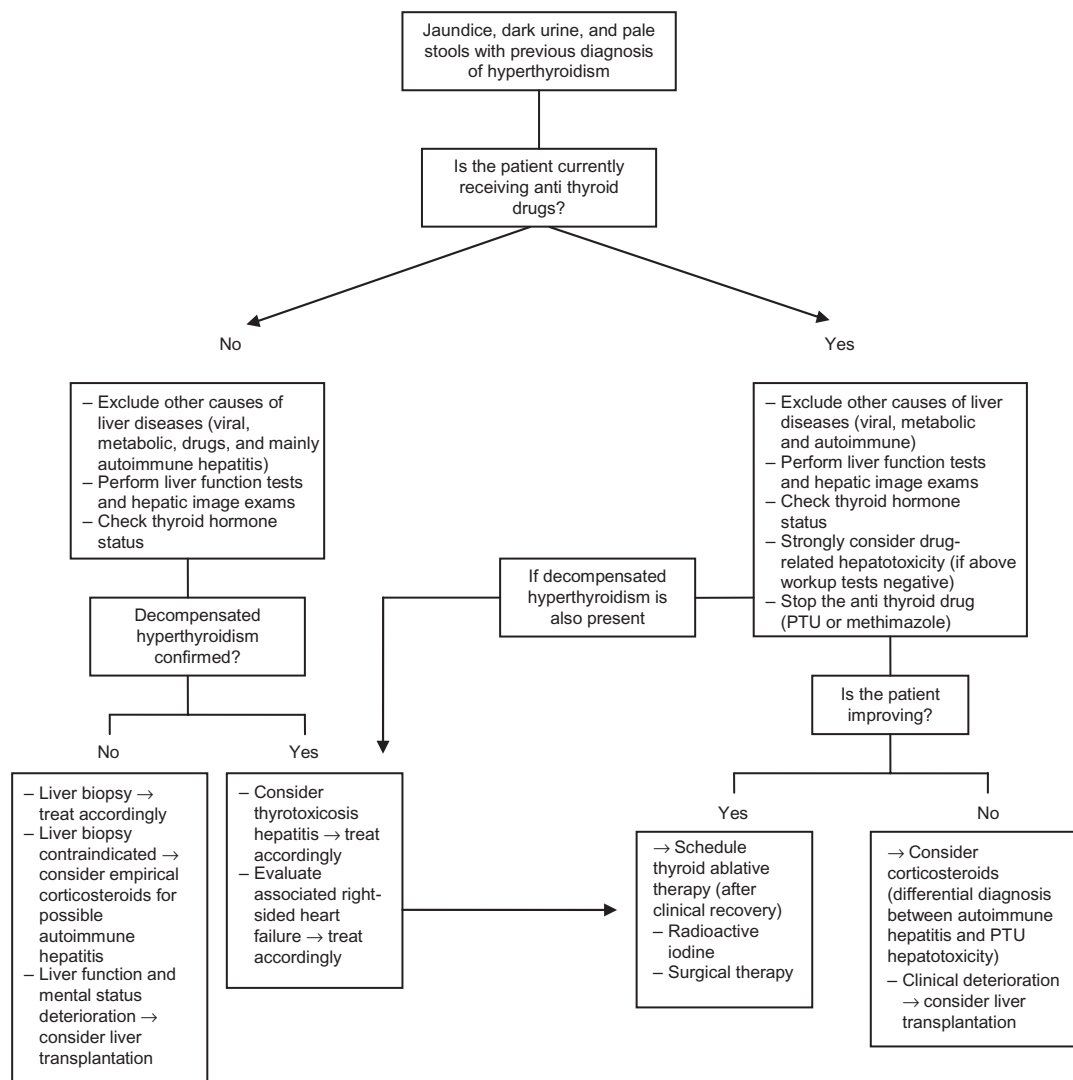 Jaundice, dark urine, and pale
stools with previous diagnosis
of hyperthyroidism
Is the patient currently
receiving anti thyroid
drugs?
No
Yes
– Exclude other causes of
liver diseases (viral,
metabolic, drugs, and mainly
autoimmune hepatitis)
– Perform liver function tests
and hepatic image exams
– Check thyroid hormone
status
– Exclude other causes of liver
diseases (viral, metabolic
and autoimmune)
– Perform liver function tests
and hepatic image exams
– Check thyroid hormone
status
– Strongly consider drug-
related hepatotoxicity (if above
workup tests negative)
– Stop the anti thyroid drug
(PTU or methimazole)
If decompensated
hyperthyroidism is
also present
Decompensated
hyperthyroidism
confirmed?
Is the patient
improving?
No
Yes
– Liver biopsy →
treat accordingly
– Liver biopsy
contraindicated →
consider empirical
corticosteroids for
possible
autoimmune
hepatitis
– Liver function and
mental status
deterioration →
consider liver
transplantation
– Consider
thyrotoxicosis
hepatitis → treat
accordingly
– Evaluate
associated right-
sided heart
failure → treat
accordingly
Yes
No
→ Schedule
thyroid ablative
therapy (after
clinical recovery)
– Radioactive
iodine
– Surgical therapy
→ Consider
corticosteroids
(differential diagnosis
between autoimmune
hepatitis and PTU
hepatotoxicity)
– Clinical deterioration
→ consider liver
transplantation